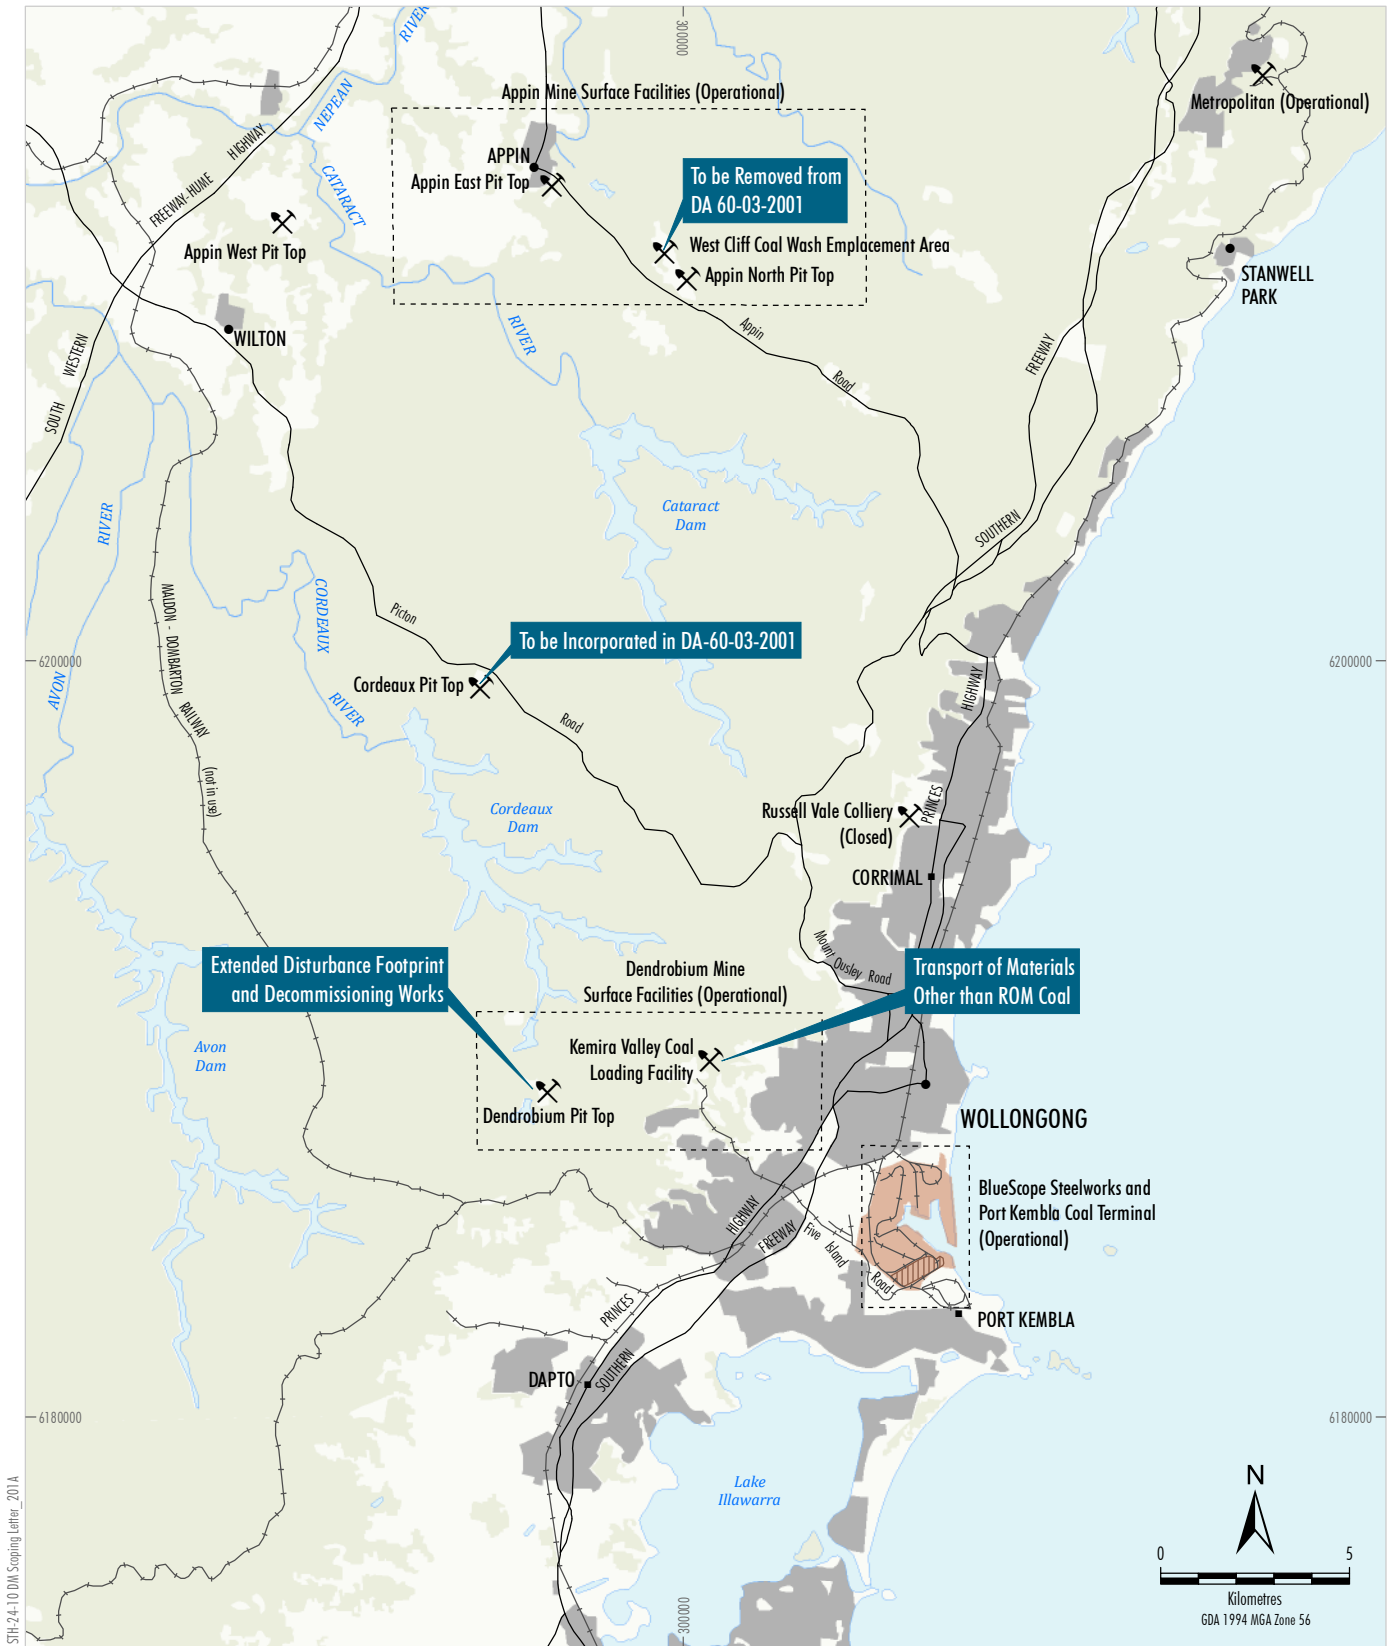 300000
RIVER
NEPEAN
HIGHWAY
FREEWAY-HUME
CATARACT
Appin Mine Surface Facilities (Operational)
Metropolitan (Operational)
APPIN
Appin East Pit Top
To be Removed from
DA 60-03-2001
West Cliff Coal Wash Emplacement Area
Appin North Pit Top
Appin West Pit Top
STANWELL
PARK
WILTON
RIVER
Appin
Road
FREEWAY
WESTERN
SOUTH
RIVER
Cataract
Dam
SOUTHERN
MALDON - DOMBARTON RAILWAY
(not in use)
CORDEAUX
RIVER
Picton
To be Incorporated in DA-60-03-2001
6200000
6200000
AVON
Cordeaux Pit Top
Road
HIGHWAY
Cordeaux
Dam
Russell Vale Colliery
(Closed)
PRINCES
CORRIMAL
Mount Ousley Road
Extended Disturbance Footprint
and Decommissioning Works
Dendrobium Mine
Surface Facilities (Operational)
Transport of Materials
Other than ROM Coal
Avon
Dam
Kemira Valley Coal
Loading Facility
Dendrobium Pit Top
WOLLONGONG
BlueScope Steelworks and
Port Kembla Coal Terminal
(Operational)
HIGHWAY
FREEWAY
Five Island Road
PRINCES
PORT KEMBLA
DAPTO
SOUTHERN
6180000
6180000
Lake
Illawarra
N
0 5
Kilometres
GDA 1994 MGA Zone 56
300000
STH-24-10 DM Scoping Letter_201A